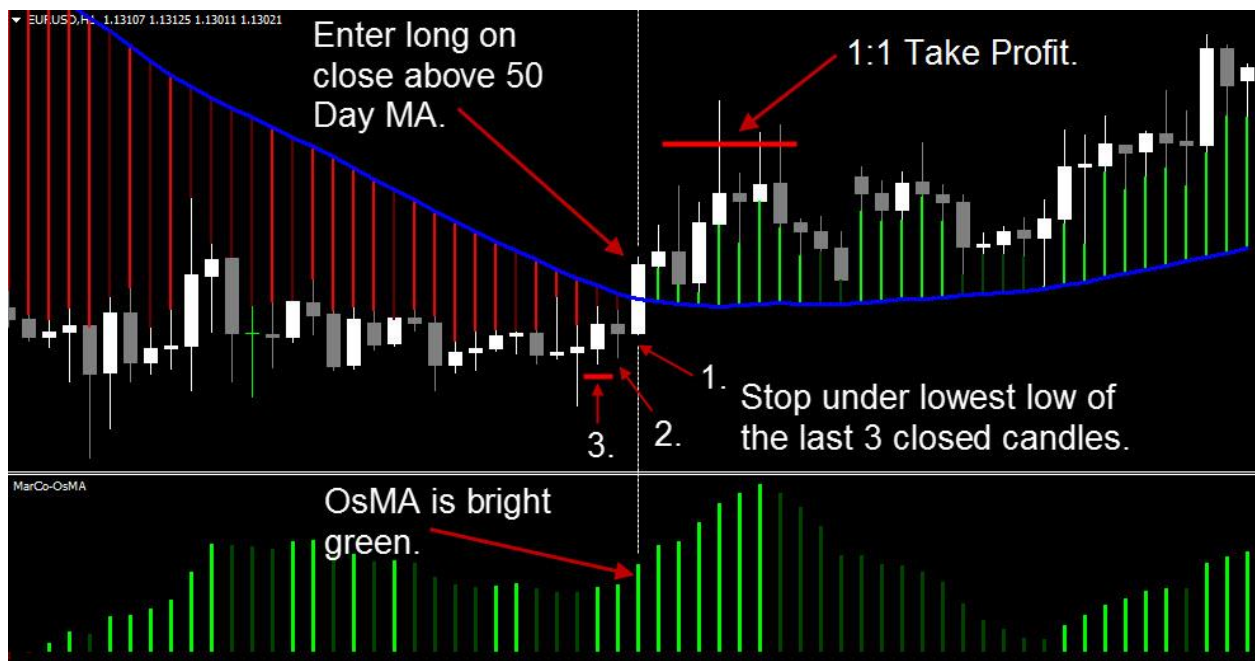 EURUSD,H1 1.13107 1.13125 1.13011 1.13021
Enter long on
close above 50
Day MA.
1:1 Take Profit.
1.
2.
3.
Stop under lowest low of
the last 3 closed candles.
MarCo-OsMA
OsMA is bright
green.